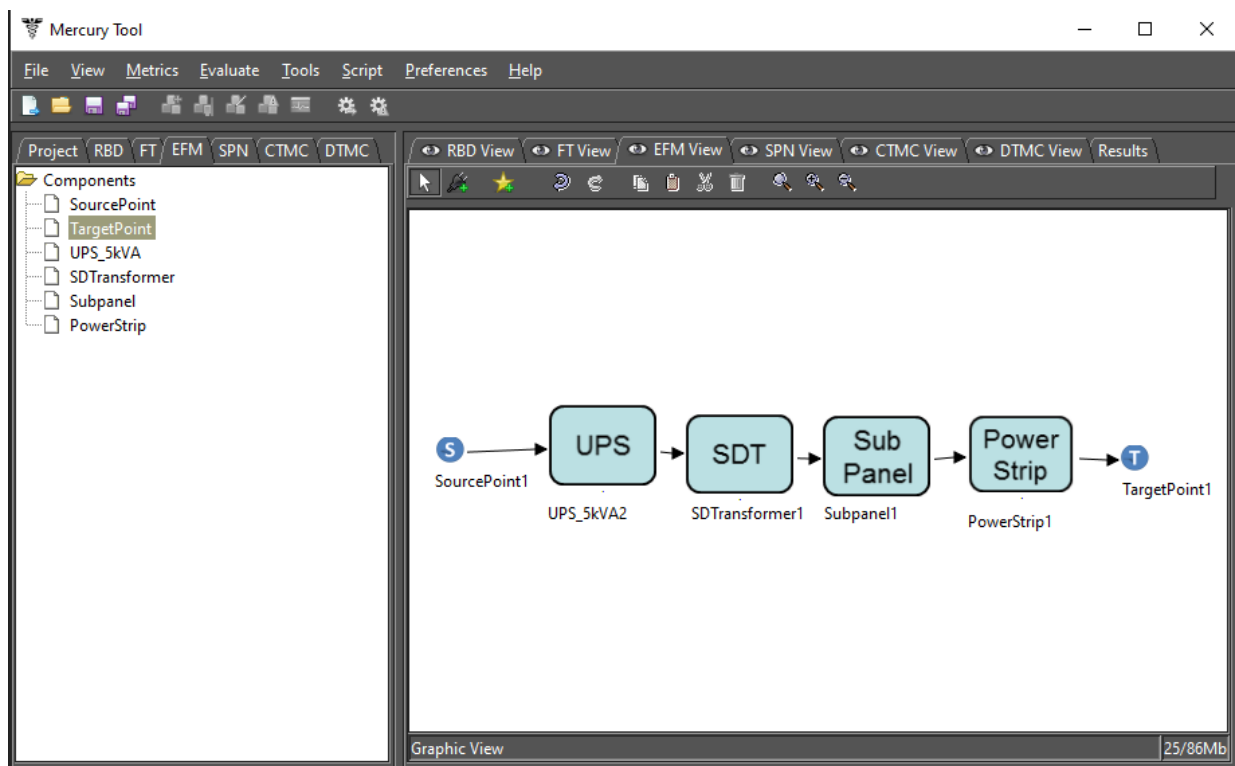 Mercury Tool
File View Metrics Evaluate Tools Script Preferences Help
Project RBD FT EFM SPN CTMC DTMC
Components
SourcePoint
TargetPoint
UPS_5kVA
SDTransformer
Subpanel
PowerStrip
RBD View FT View EFM View SPN View CTMC View DTMC View Results
S
SourcePoint1
UPS
UPS_5kVA2
SDT
SDTransformer1
Sub
Panel
Subpanel1
Power
Strip
PowerStrip1
T
TargetPoint1
Graphic View 25/86Mb